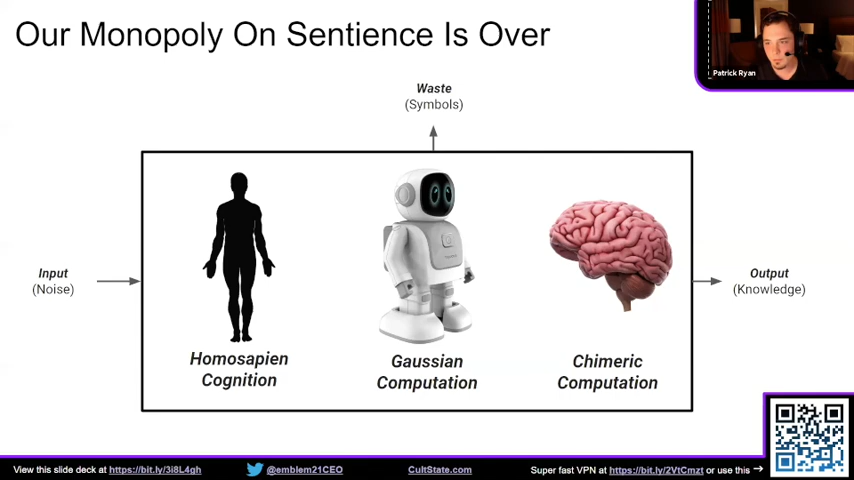 Our Monopoly On Sentience Is Over
Patrick Ryan
Waste
(Symbols)
Input
(Noise)
Output
(Knowledge)
Homosapien
Cognition
Gaussian
Computation
Chimeric
Computation
View this slide deck at https://bit.ly/3i8L4gh
@emblem21CEO
CultState.com
Super fast VPN at https://bit.ly/2VtCmzt or use this →